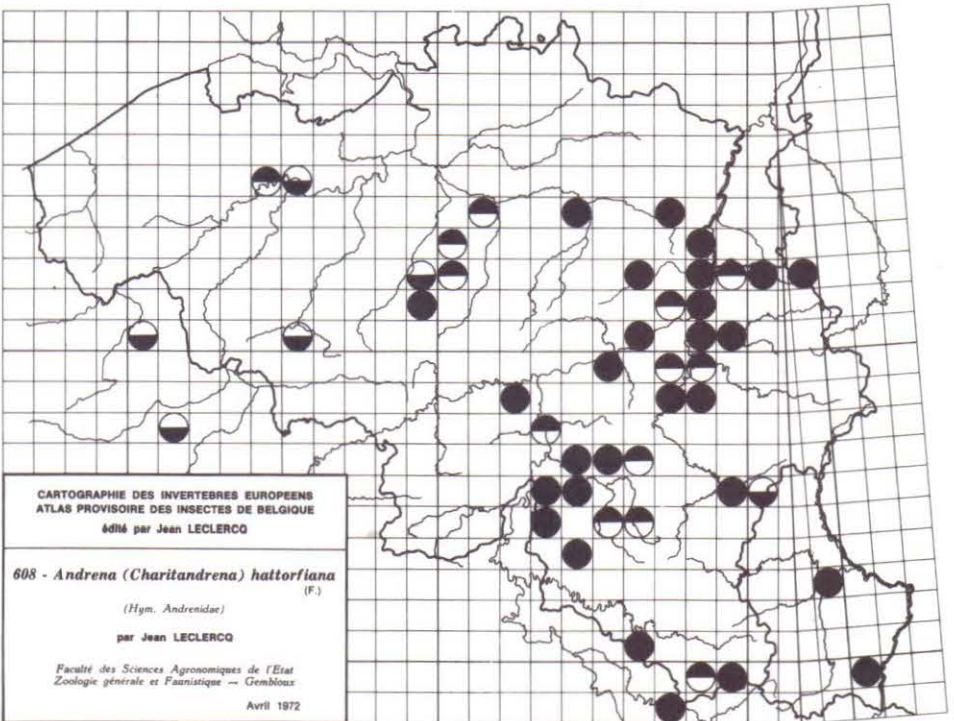 CARTOGRAPHIE DES INVERTEBRES EUROPEENS
ATLAS PROVISOIRE DES INSECTES DE BELGIQUE
édité par Jean LECLERCQ
608 - Andrena (Charitandrena) hattorfiana
(F.)
(Hym. Andrenidae)
par Jean LECLERCQ
Faculté des Sciences Agronomiques de l'Etat
Zoologie générale et Faunistique — Gembloux
Avril 1972